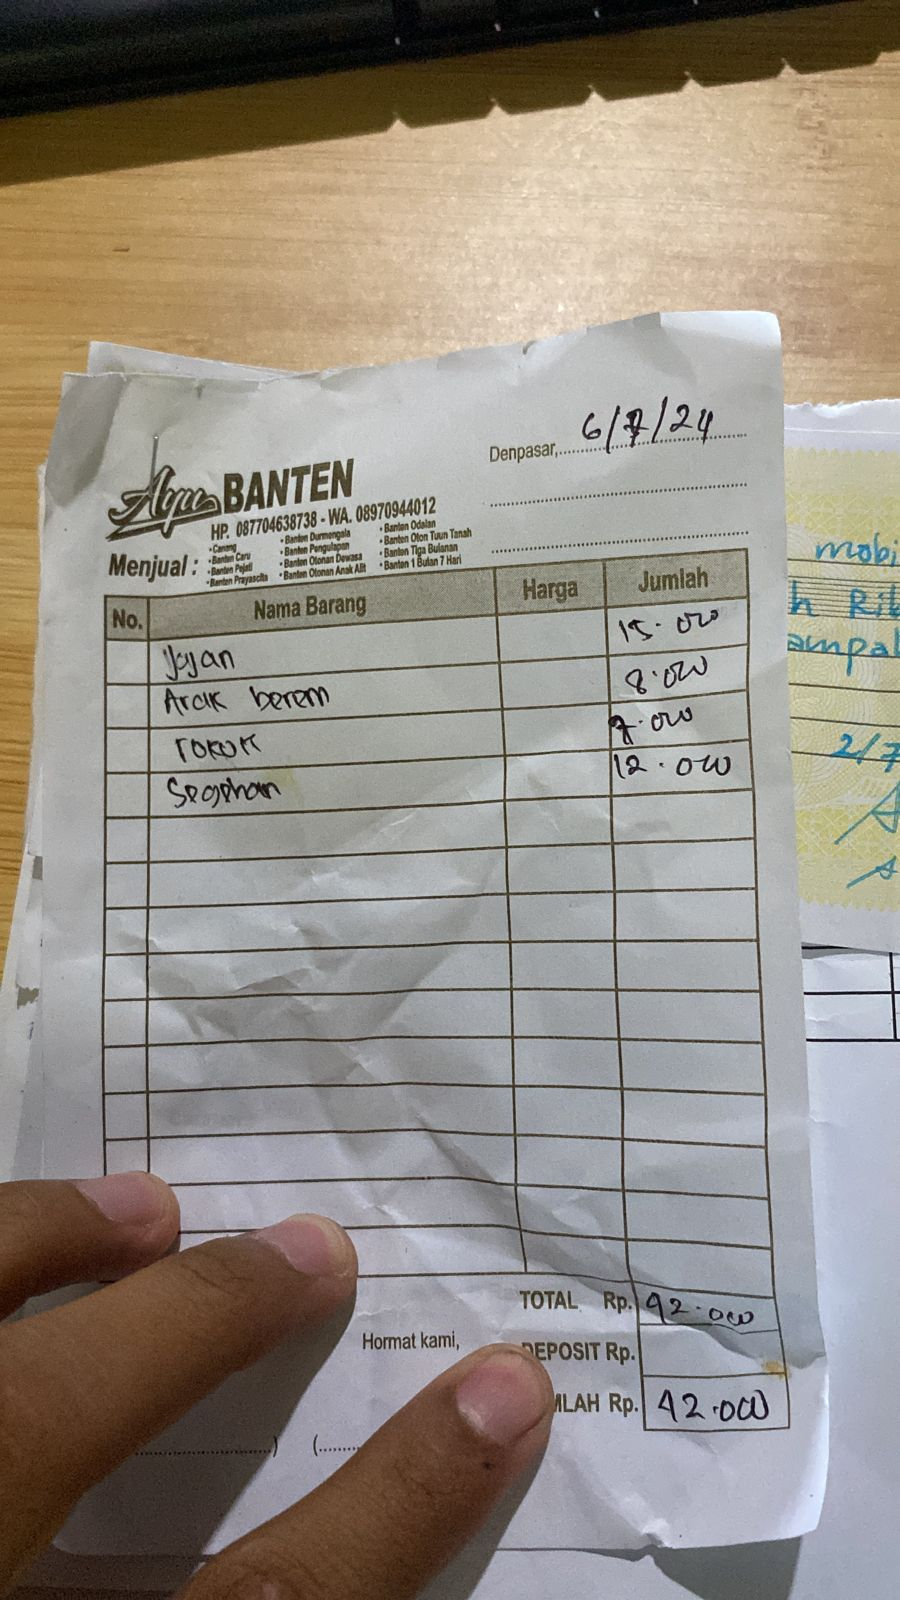 Denpasar, 6/7/24
Ayu BANTEN
HP. 087704638738 - WA. 08970944012
Menjual :
• Canang
• Banten Caru
• Banten Pejati
• Banten Prayascita
• Banten Durmengala
• Banten Pengulapan
• Banten Otonan Dewasa
• Banten Otonan Anak Alit
• Banten Odalan
• Banten Oton Tuun Tanah
• Banten Tiga Bulanan
• Banten 1 Bulan 7 Hari
No. Nama Barang Harga Jumlah
Jajan 15.000
Arak berem 8.000
rokok 7.000
Segehan 12.000
TOTAL Rp. 42.000
Hormat kami,
DEPOSIT Rp.
MLAH Rp. 42.000
mobi
h Rib
ampal
2/7